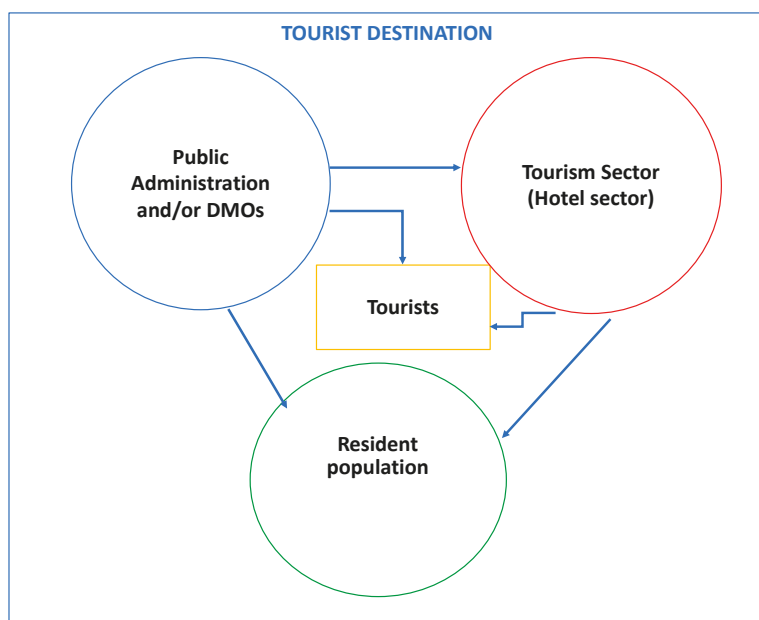 TOURIST DESTINATION
Public
Administration
and/or DMOs
Tourism Sector
(Hotel sector)
Tourists
Resident
population